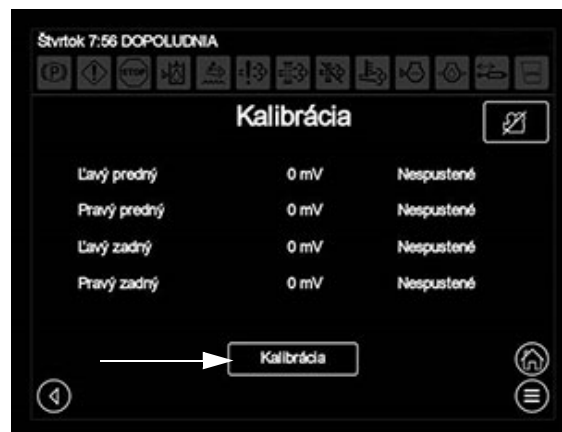 Štvrtok 7:56 DOPOLUDNIA
(P) STOP
Kalibrácia
Ľavý predný 0 mV Nespustené
Pravý predný 0 mV Nespustené
Ľavý zadný 0 mV Nespustené
Pravý zadný 0 mV Nespustené
Kalibrácia